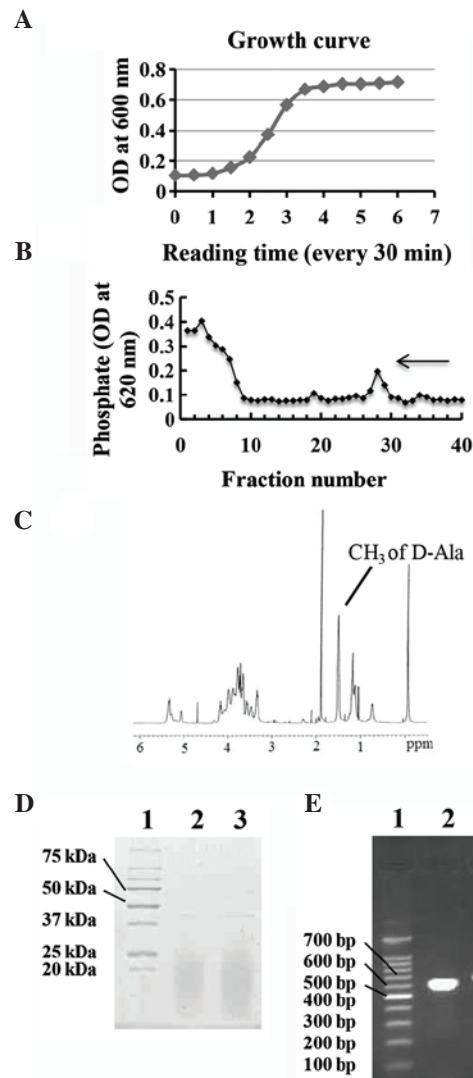 A
Growth curve
OD at 600 nm
0.8
0.6
0.4
0.2
0
0 1 2 3 4 5 6 7
Reading time (every 30 min)
B
Phosphate (OD at
620 nm)
0.5
0.4
0.3
0.2
0.1
0
0 10 20 30 40
Fraction number
C
CH₃ of D-Ala
6 5 4 3 2 1 ppm
D
1 2 3
75 kDa
50 kDa
37 kDa
25 kDa
20 kDa
E
1 2
700 bp
600 bp
500 bp
400 bp
300 bp
200 bp
100 bp